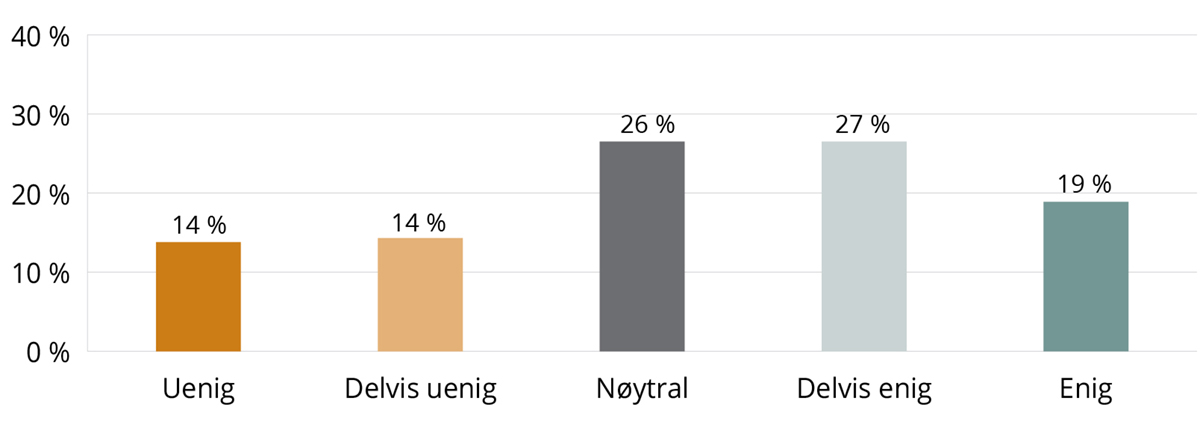 40 %
30 %
20 %
10 %
0 %
14 %
14 %
26 %
27 %
19 %
Uenig
Delvis uenig
Nøytral
Delvis enig
Enig